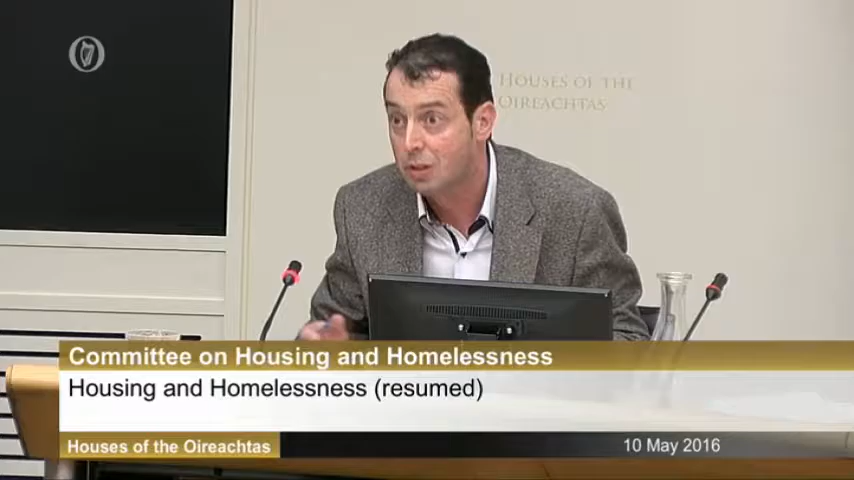 HOUSES OF THE
OIREACHTAS
Committee on Housing and Homelessness
Housing and Homelessness (resumed)
Houses of the Oireachtas
10 May 2016